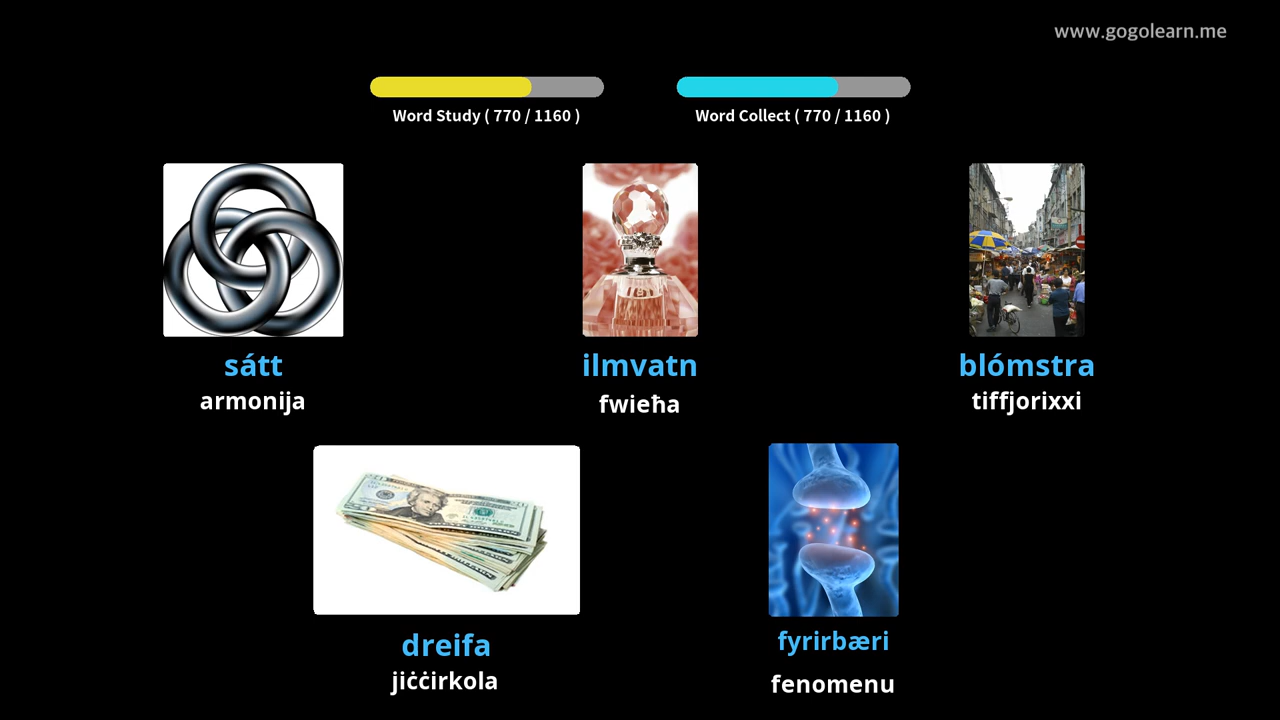 www.gogolearn.me
Word Study ( 770 / 1160 )
Word Collect ( 770 / 1160 )
sátt
armonija
ilmvatn
fwieħa
blómstra
tiffjorixxi
dreifa
jiċċirkola
fyrirbæri
fenomenu